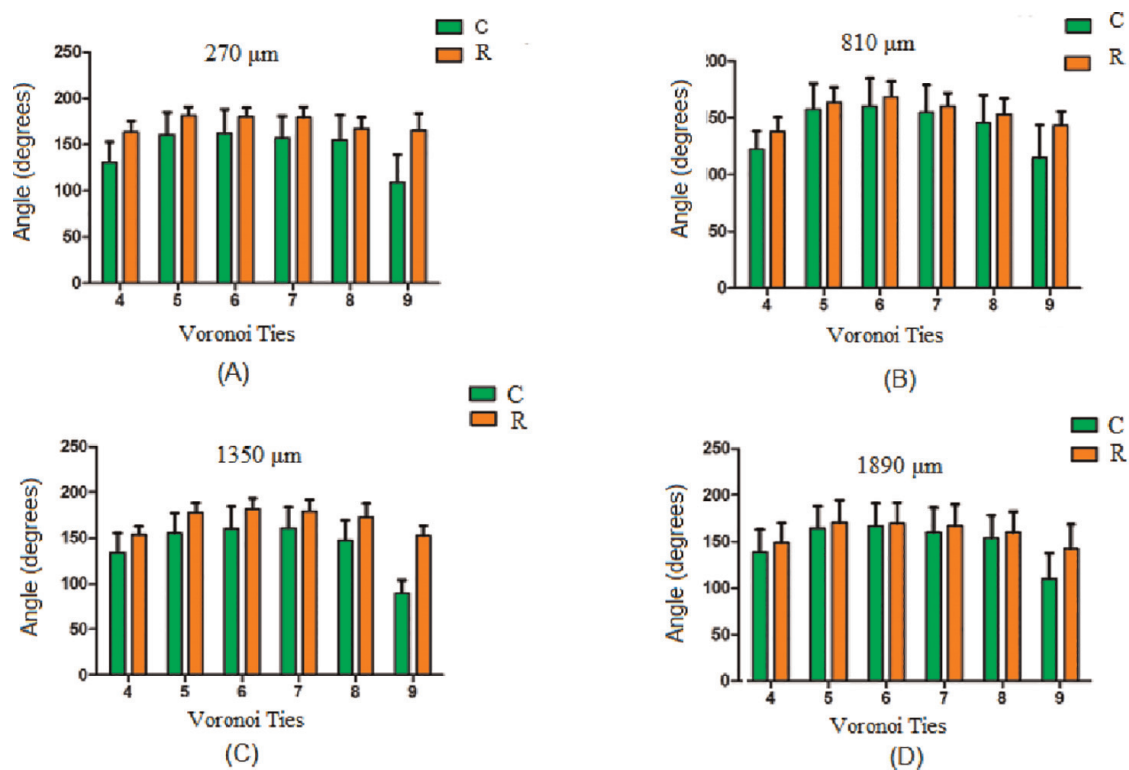 C
R
270 μm
250
200
150
100
50
0
Angle (degrees)
4 5 6 7 8 9
Voronoi Ties
(A)
C
R
810 μm
200
150
100
50
0
Angle (degrees)
4 5 6 7 8 9
Voronoi Ties
(B)
C
R
1350 μm
250
200
150
100
50
0
Angle (degrees)
4 5 6 7 8 9
Voronoi Ties
(C)
C
R
1890 μm
250
200
150
100
50
0
Angle (degrees)
4 5 6 7 8 9
Voronoi Ties
(D)